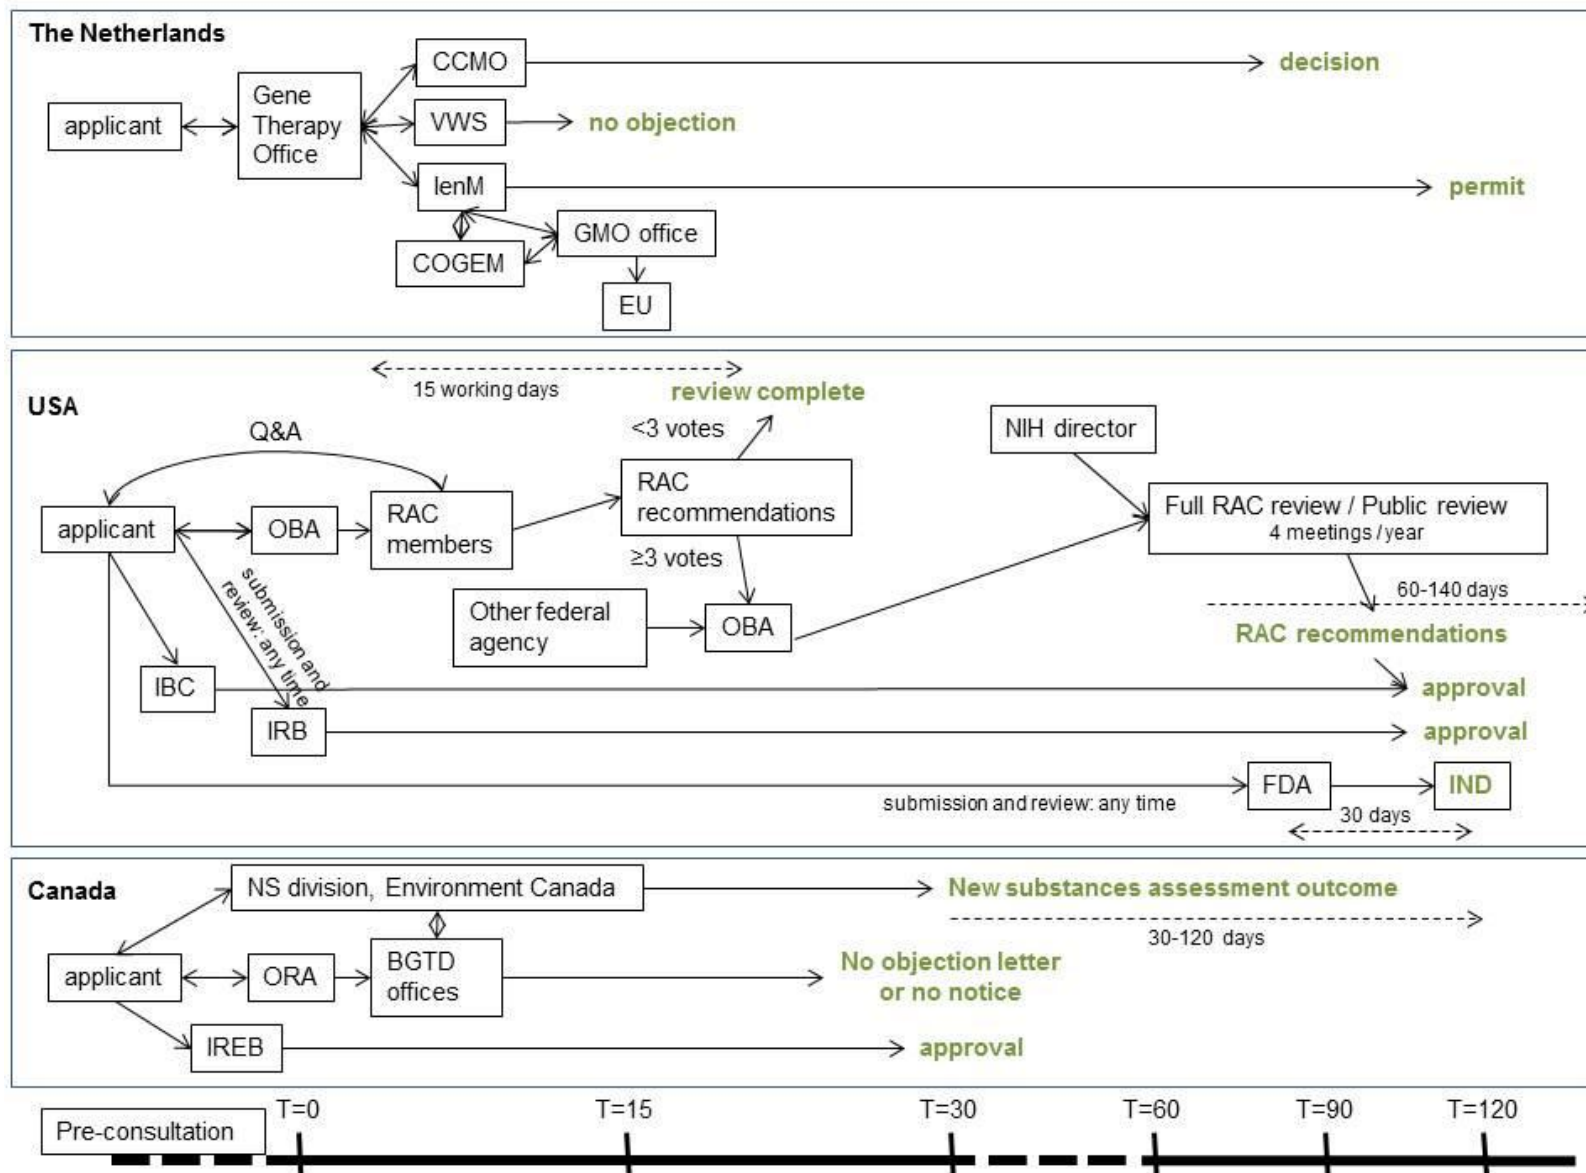 The Netherlands
CCMO
decision
applicant
Gene
Therapy
Office
VWS
no objection
IenM
permit
GMO office
COGEM
EU
15 working days
review complete
USA
<3 votes
NIH director
Q&A
RAC
recommendations
Full RAC review / Public review
4 meetings / year
applicant
OBA
RAC
members
≥3 votes
submission and
review: any time
Other federal
agency
OBA
60-140 days
RAC recommendations
IBC
approval
IRB
approval
submission and review: any time
FDA
IND
30 days
Canada
NS division, Environment Canada
New substances assessment outcome
30-120 days
applicant
ORA
BGTD
offices
No objection letter
or no notice
IREB
approval
Pre-consultation
T=0
T=15
T=30
T=60
T=90
T=120